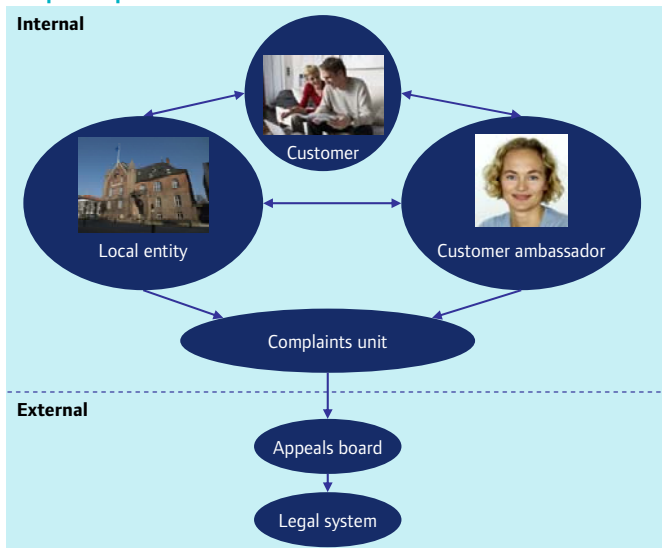 Internal
Customer
Local entity
Customer ambassador
Complaints unit
External
Appeals board
Legal system